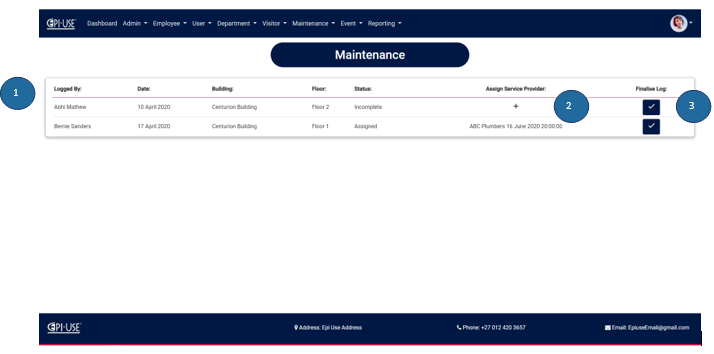 EPI-USE Dashboard Admin Employee User Department Visitor Maintenance Event Reporting
Maintenance
1
Logged By: Date: Building: Floor: Status: Assign Service Provider: Finalise Log:
Abhi Mathew 10 April 2020 Centurion Building Floor 2 Incomplete + 2 3
Bernie Sanders 17 April 2020 Centurion Building Floor 1 Assigned ABC Plumbers 16 June 2020 20:00:00
EPI-USE Address: Epi Use Address Phone: +27 012 420 3657 Email: EpiuseEmail@gmail.com